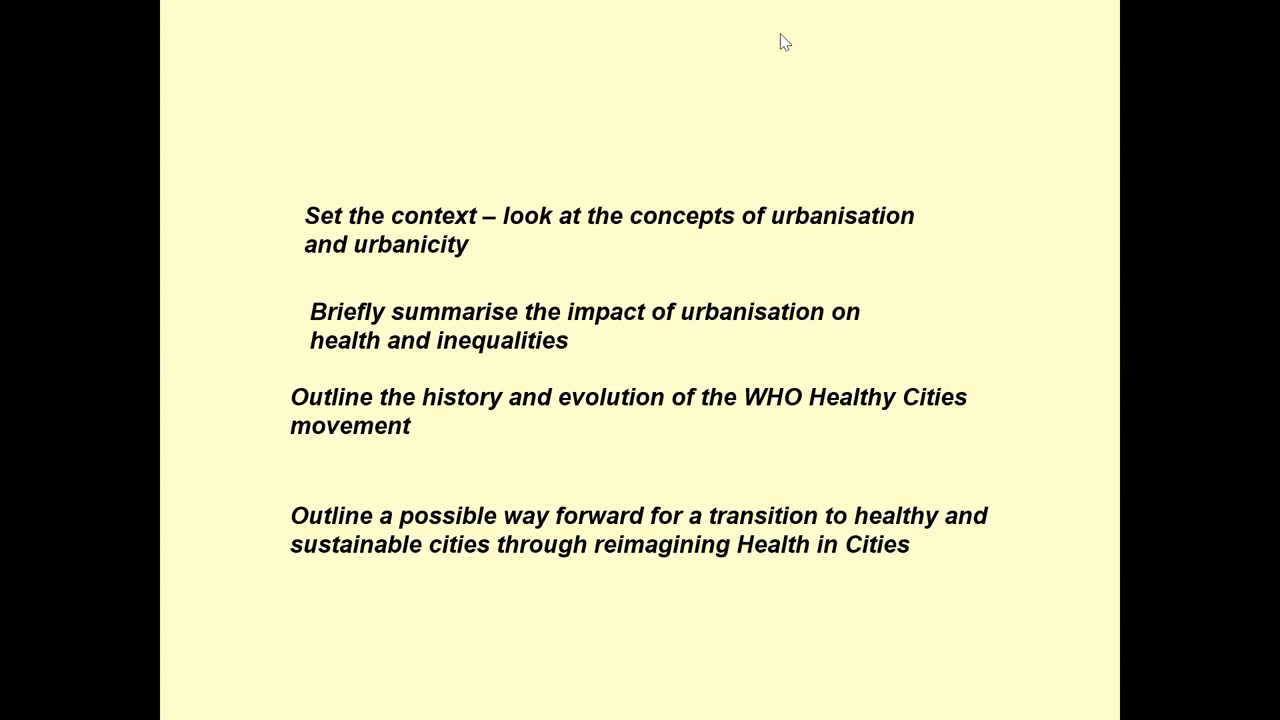 Set the context – look at the concepts of urbanisation
and urbanicity
Briefly summarise the impact of urbanisation on
health and inequalities
Outline the history and evolution of the WHO Healthy Cities
movement
Outline a possible way forward for a transition to healthy and
sustainable cities through reimagining Health in Cities